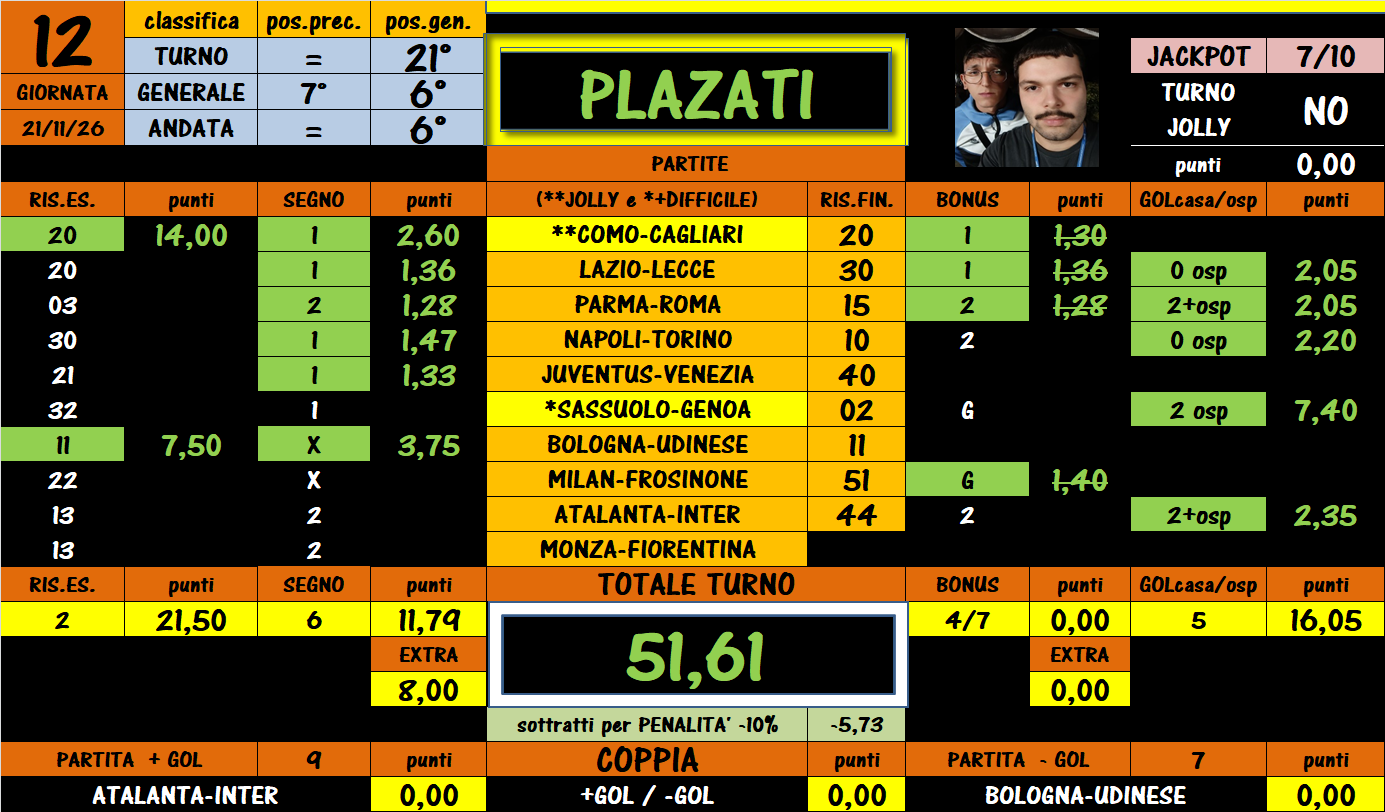 12 classifica pos.prec. pos.gen.
TURNO = 21°
GIORNATA GENERALE 7° 6°
21/11/26 ANDATA = 6°
PLAZATI
JACKPOT 7/10
TURNO JOLLY NO
punti 0,00
PARTITE
RIS.ES. punti SEGNO punti (**JOLLY e *+DIFFICILE) RIS.FIN. BONUS punti GOLcasa/osp punti
20 14,00 1 2,60 **COMO-CAGLIARI 20 1 1,30
20 1 1,36 LAZIO-LECCE 30 1 1,36 0 osp 2,05
03 2 1,28 PARMA-ROMA 15 2 1,28 2+osp 2,05
30 1 1,47 NAPOLI-TORINO 10 2 0 osp 2,20
21 1 1,33 JUVENTUS-VENEZIA 40
32 1 *SASSUOLO-GENOA 02 G 2 osp 7,40
11 7,50 X 3,75 BOLOGNA-UDINESE 11
22 X MILAN-FROSINONE 51 G 1,40
13 2 ATALANTA-INTER 44 2 2+osp 2,35
13 2 MONZA-FIORENTINA
RIS.ES. punti SEGNO punti TOTALE TURNO BONUS punti GOLcasa/osp punti
2 21,50 6 11,79 4/7 0,00 5 16,05
51,61
EXTRA EXTRA
8,00 0,00
sottratti per PENALITA' -10% -5,73
PARTITA + GOL 9 punti COPPIA punti PARTITA - GOL 7 punti
ATALANTA-INTER 0,00 +GOL / -GOL 0,00 BOLOGNA-UDINESE 0,00